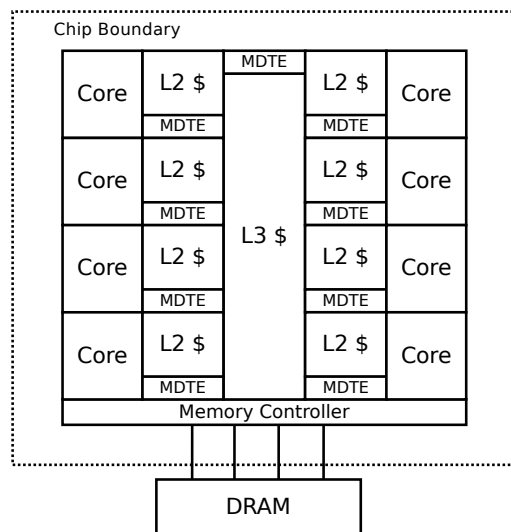 Chip Boundary
MDTE
Core
L2 $
L2 $
Core
MDTE
MDTE
Core
L2 $
L2 $
Core
MDTE
MDTE
L3 $
Core
L2 $
L2 $
Core
MDTE
MDTE
Core
L2 $
L2 $
Core
MDTE
MDTE
Memory Controller
DRAM